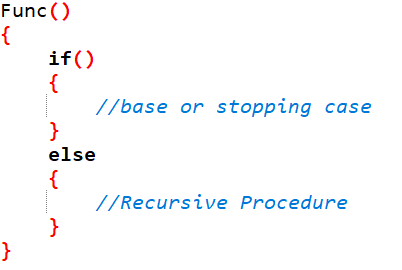 Func()
{
if()
{
//base or stopping case
}
else
{
//Recursive Procedure
}
}